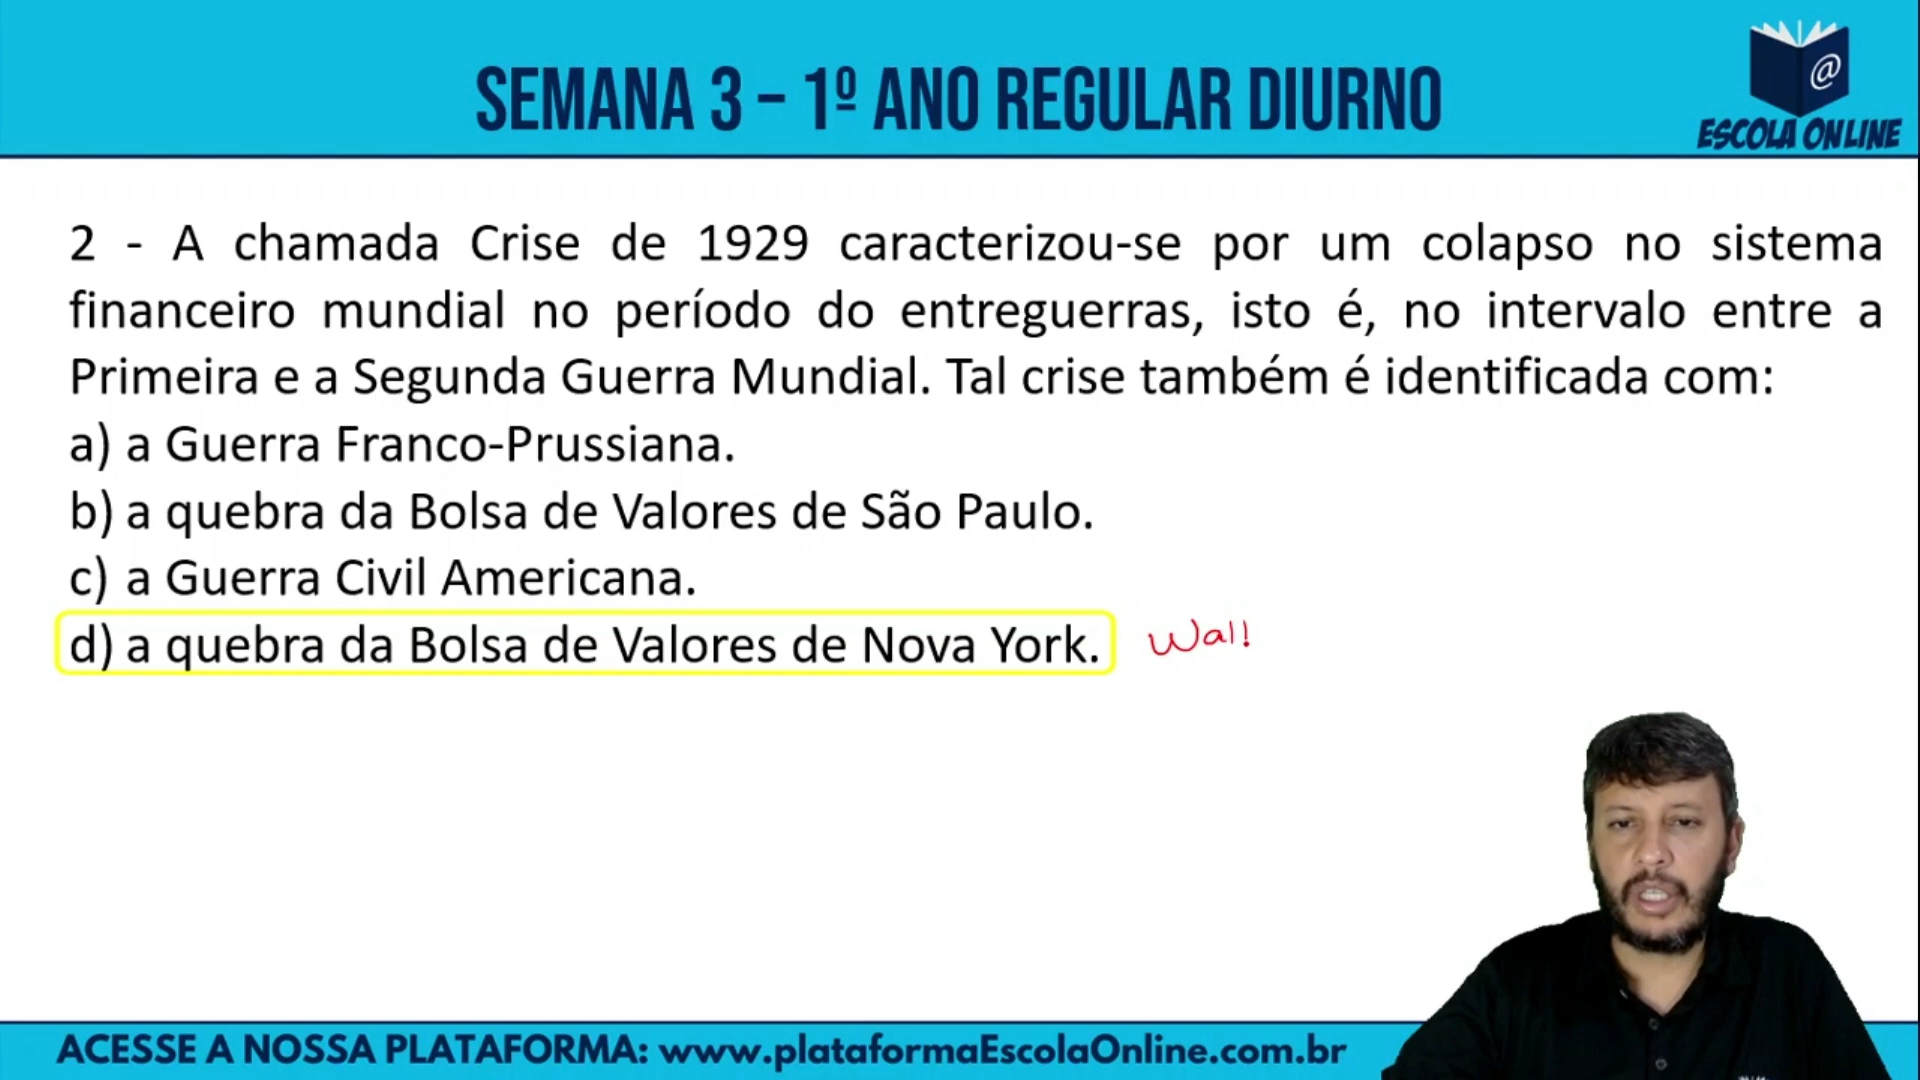 SEMANA 3 – 1º ANO REGULAR DIURNO
@
ESCOLA ONLINE
2 - A chamada Crise de 1929 caracterizou-se por um colapso no sistema
financeiro mundial no período do entreguerras, isto é, no intervalo entre a
Primeira e a Segunda Guerra Mundial. Tal crise também é identificada com:
a) a Guerra Franco-Prussiana.
b) a quebra da Bolsa de Valores de São Paulo.
c) a Guerra Civil Americana.
d) a quebra da Bolsa de Valores de Nova York.
Wal!
ACESSE A NOSSA PLATAFORMA: www.plataformaEscolaOnline.com.br